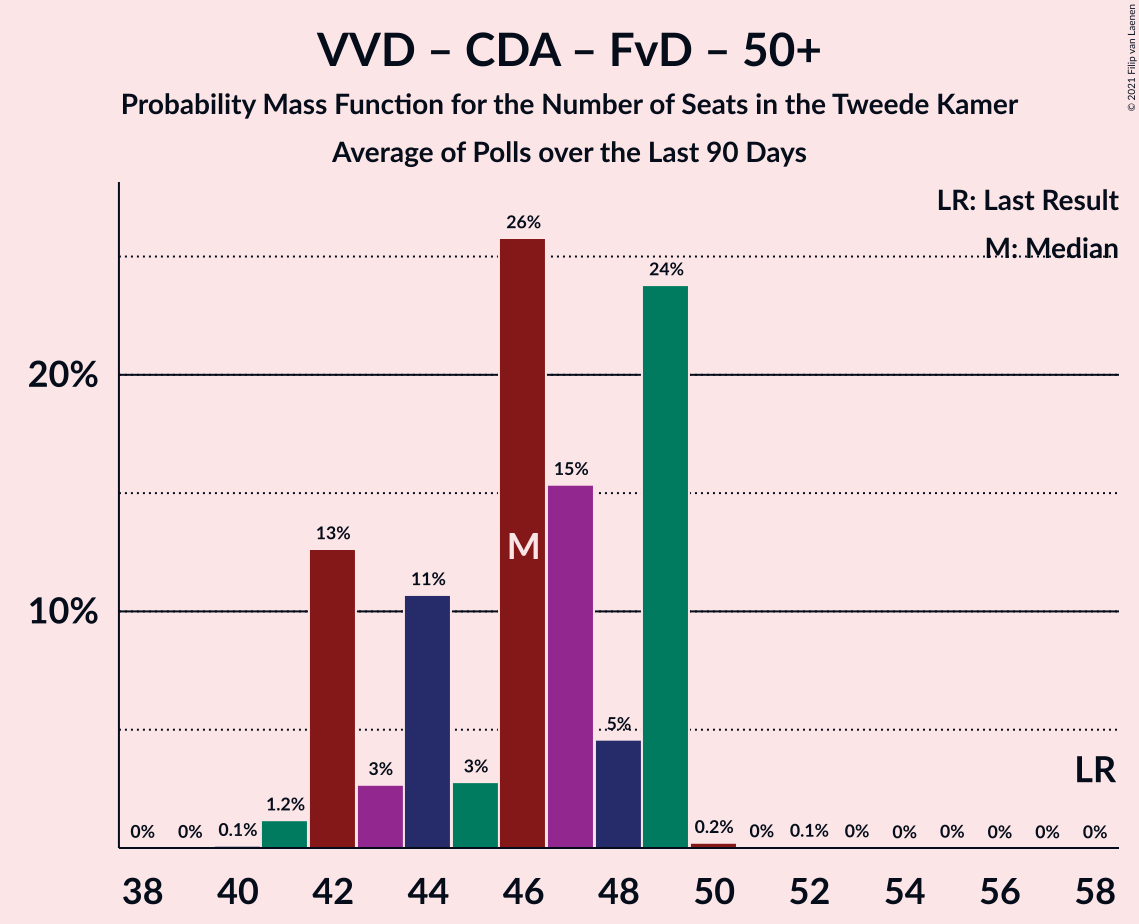 VVD – CDA – FvD – 50+
Probability Mass Function for the Number of Seats in the Tweede Kamer
Average of Polls over the Last 90 Days
© 2021 Filip van Laenen
LR: Last Result
M: Median
26%
24%
20%
15%
M
13%
11%
10%
5%
3%
3%
LR
1.2%
0% 0% 0.1% 0.2% 0% 0.1% 0% 0% 0% 0% 0% 0%
38 40 42 44 46 48 50 52 54 56 58